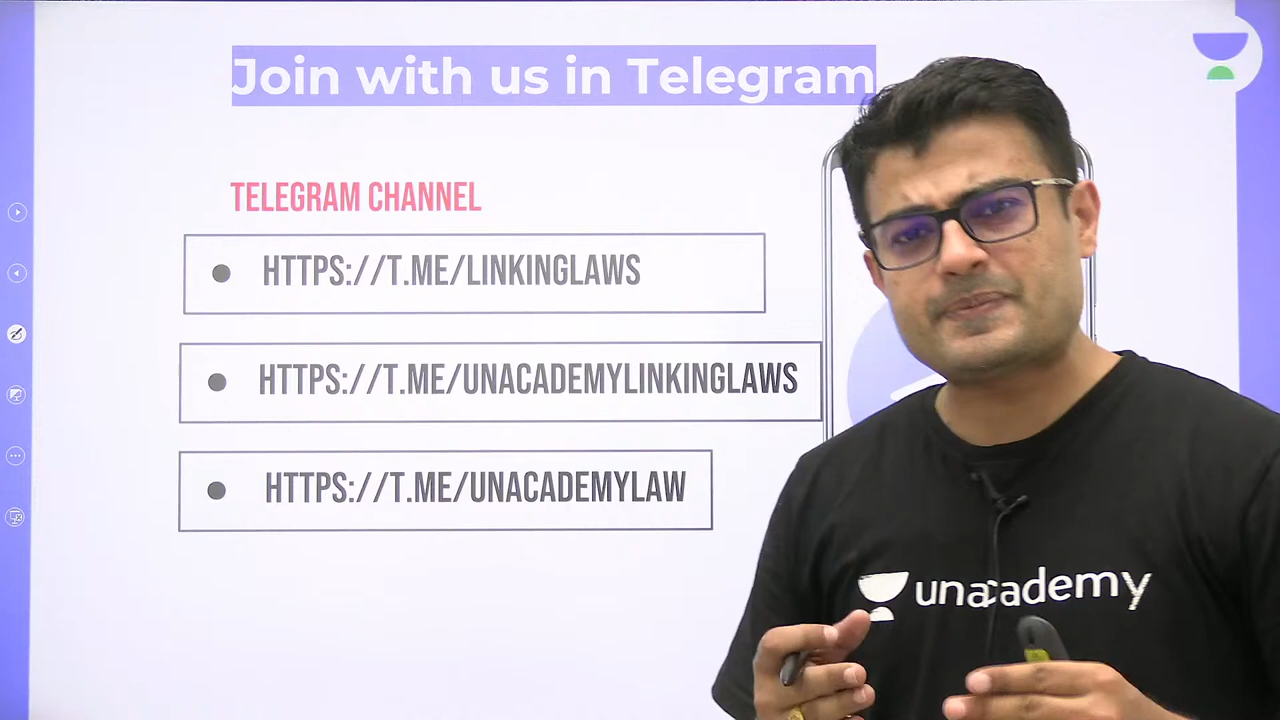 Join with us in Telegram
TELEGRAM CHANNEL
HTTPS://T.ME/LINKINGLAWS
HTTPS://T.ME/UNACADEMYLINKINGLAWS
HTTPS://T.ME/UNACADEMYLAW
unacademy